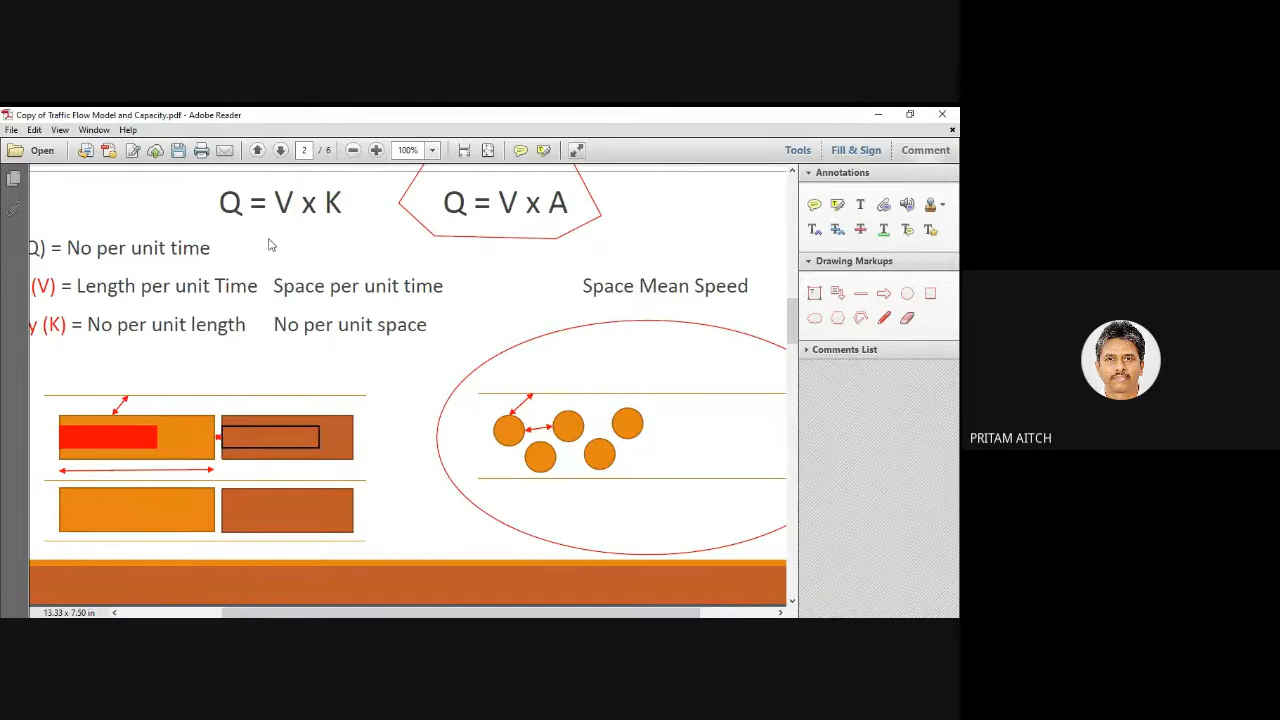 Copy of Traffic Flow Model and Capacity.pdf - Adobe Reader
File Edit View Window Help
Open 2 / 6 100% Tools Fill & Sign Comment
Annotations
Q = V x K Q = V x A
Q) = No per unit time
(V) = Length per unit Time Space per unit time Space Mean Speed
y (K) = No per unit length No per unit space
Drawing Markups
Comments List
PRITAM AITCH
13.33 x 7.50 in